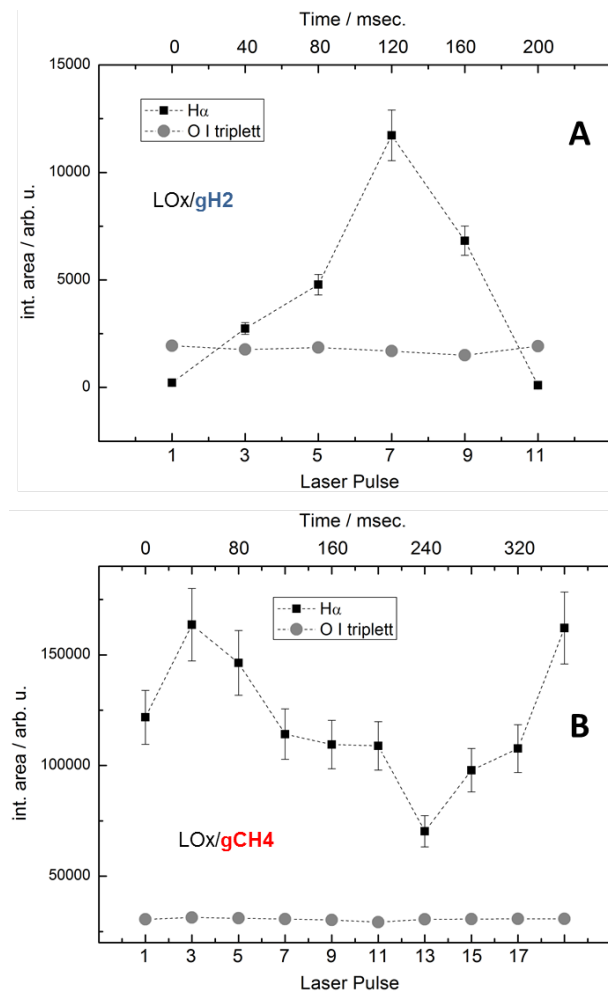 Time / msec.
0 40 80 120 160 200
15000
10000
5000
0
int. area / arb. u.
Hα
O I triplett
A
LOx/gH2
1 3 5 7 9 11
Laser Pulse
Time / msec.
0 80 160 240 320
150000
100000
50000
int. area / arb. u.
Hα
O I triplett
B
LOx/gCH4
1 3 5 7 9 11 13 15 17
Laser Pulse